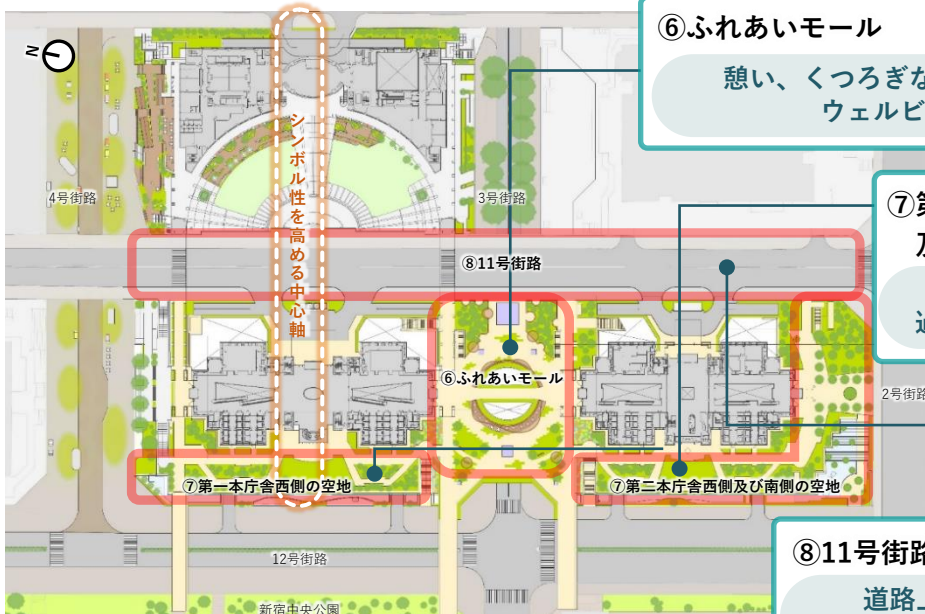 ⑥ふれあいモール
憩い、くつろぎな
ウェルビ
N
シンボル性を高める中心軸
4号街路
3号街路
⑦第
⑧11号街路
⑥ふれあいモール
2号街路
⑦第一本庁舎西側の空地
⑦第二本庁舎西側及び南側の空地
⑧11号街路
道路上
12号街路
新宿中央公園